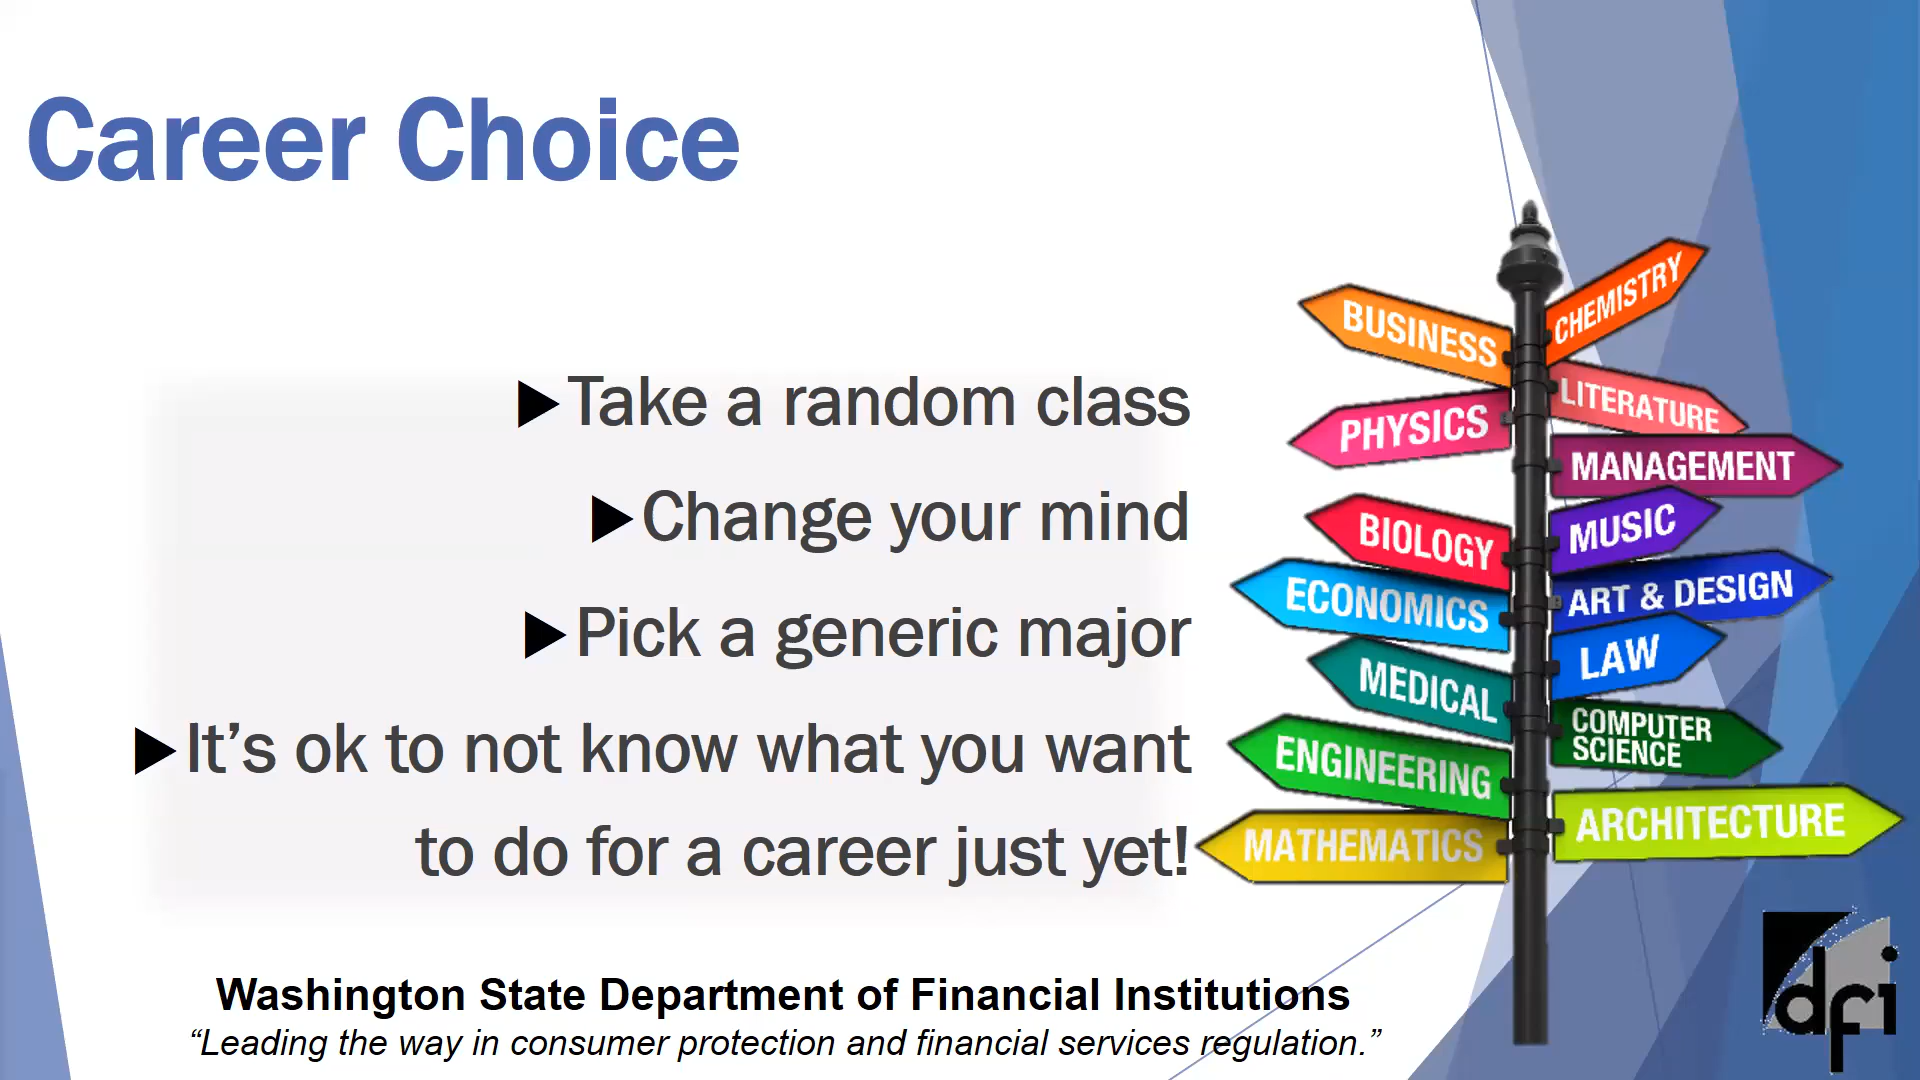 Career Choice
Take a random class
Change your mind
Pick a generic major
It’s ok to not know what you want
to do for a career just yet!
BUSINESS
CHEMISTRY
LITERATURE
PHYSICS
MANAGEMENT
BIOLOGY
MUSIC
ECONOMICS
ART & DESIGN
MEDICAL
LAW
ENGINEERING
COMPUTER
SCIENCE
MATHEMATICS
ARCHITECTURE
Washington State Department of Financial Institutions
“Leading the way in consumer protection and financial services regulation.”
dfi